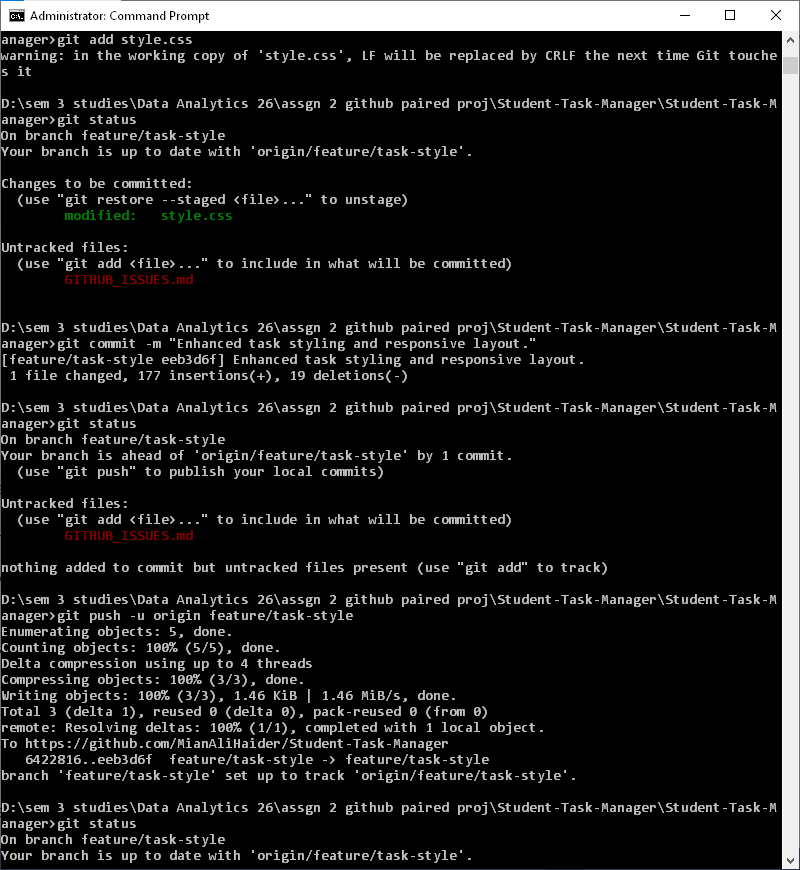 Administrator: Command Prompt
anager>git add style.css
warning: in the working copy of 'style.css', LF will be replaced by CRLF the next time Git touche
s it
D:\sem 3 studies\Data Analytics 26\assgn 2 github paired proj\Student-Task-Manager\Student-Task-M
anager>git status
On branch feature/task-style
Your branch is up to date with 'origin/feature/task-style'.
Changes to be committed:
  (use "git restore --staged <file>..." to unstage)
        modified:   style.css
Untracked files:
  (use "git add <file>..." to include in what will be committed)
        GITHUB_ISSUES.md
D:\sem 3 studies\Data Analytics 26\assgn 2 github paired proj\Student-Task-Manager\Student-Task-M
anager>git commit -m "Enhanced task styling and responsive layout."
[feature/task-style eeb3d6f] Enhanced task styling and responsive layout.
 1 file changed, 177 insertions(+), 19 deletions(-)
D:\sem 3 studies\Data Analytics 26\assgn 2 github paired proj\Student-Task-Manager\Student-Task-M
anager>git status
On branch feature/task-style
Your branch is ahead of 'origin/feature/task-style' by 1 commit.
  (use "git push" to publish your local commits)
Untracked files:
  (use "git add <file>..." to include in what will be committed)
        GITHUB_ISSUES.md
nothing added to commit but untracked files present (use "git add" to track)
D:\sem 3 studies\Data Analytics 26\assgn 2 github paired proj\Student-Task-Manager\Student-Task-M
anager>git push -u origin feature/task-style
Enumerating objects: 5, done.
Counting objects: 100% (5/5), done.
Delta compression using up to 4 threads
Compressing objects: 100% (3/3), done.
Writing objects: 100% (3/3), 1.46 KiB | 1.46 MiB/s, done.
Total 3 (delta 1), reused 0 (delta 0), pack-reused 0 (from 0)
remote: Resolving deltas: 100% (1/1), completed with 1 local object.
To https://github.com/MianAliHaider/Student-Task-Manager
   6422816..eeb3d6f  feature/task-style -> feature/task-style
branch 'feature/task-style' set up to track 'origin/feature/task-style'.
D:\sem 3 studies\Data Analytics 26\assgn 2 github paired proj\Student-Task-Manager\Student-Task-M
anager>git status
On branch feature/task-style
Your branch is up to date with 'origin/feature/task-style'.